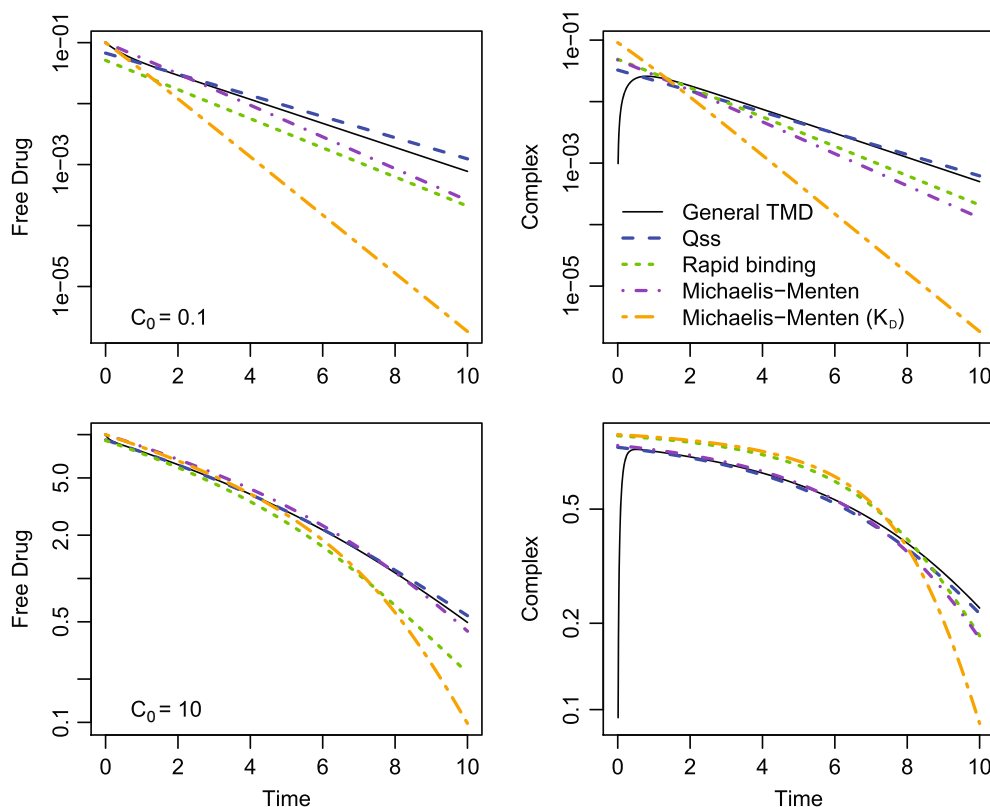 Free Drug
1e−01
1e−03
1e−05
C0 = 0.1
0 2 4 6 8 10
Complex
1e−01
1e−03
1e−05
General TMD
Qss
Rapid binding
Michaelis−Menten
Michaelis−Menten (KD)
0 2 4 6 8 10
Free Drug
5.0
2.0
0.5
0.1
C0 = 10
0 2 4 6 8 10
Time
Complex
0.5
0.2
0.1
0 2 4 6 8 10
Time